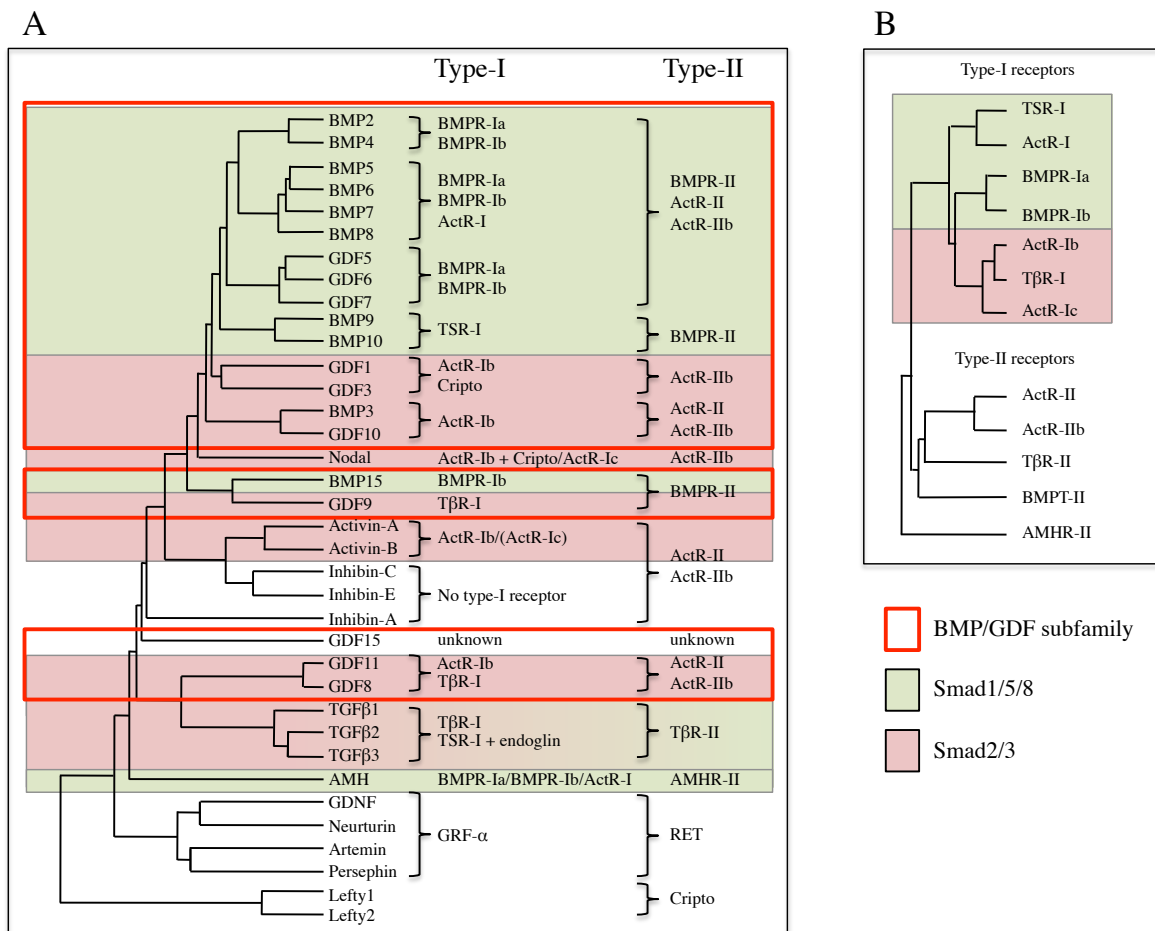 A
Type-I Type-II
BMP2
BMP4
BMPR-Ia
BMPR-Ib
BMP5
BMP6
BMP7
BMP8
BMPR-Ia
BMPR-Ib
ActR-I
BMPR-II
ActR-II
ActR-IIb
GDF5
GDF6
GDF7
BMPR-Ia
BMPR-Ib
BMP9
BMP10
TSR-I
BMPR-II
GDF1
GDF3
ActR-Ib
Cripto
ActR-IIb
BMP3
GDF10
ActR-Ib
ActR-II
ActR-IIb
Nodal ActR-Ib + Cripto/ActR-Ic ActR-IIb
BMP15 BMPR-Ib
GDF9 TβR-I
BMPR-II
Activin-A
Activin-B
ActR-Ib/(ActR-Ic)
ActR-II
ActR-IIb
Inhibin-C
Inhibin-E
Inhibin-A
No type-I receptor
GDF15 unknown unknown
GDF11
GDF8
ActR-Ib
TβR-I
ActR-II
ActR-IIb
TGFβ1
TGFβ2
TGFβ3
TβR-I
TSR-I + endoglin
TβR-II
AMH BMPR-Ia/BMPR-Ib/ActR-I AMHR-II
GDNF
Neurturin
Artemin
Persephin
GRF-α
RET
Lefty1
Lefty2
Cripto
B
Type-I receptors
TSR-I
ActR-I
BMPR-Ia
BMPR-Ib
ActR-Ib
TβR-I
ActR-Ic
Type-II receptors
ActR-II
ActR-IIb
TβR-II
BMPT-II
AMHR-II
BMP/GDF subfamily
Smad1/5/8
Smad2/3